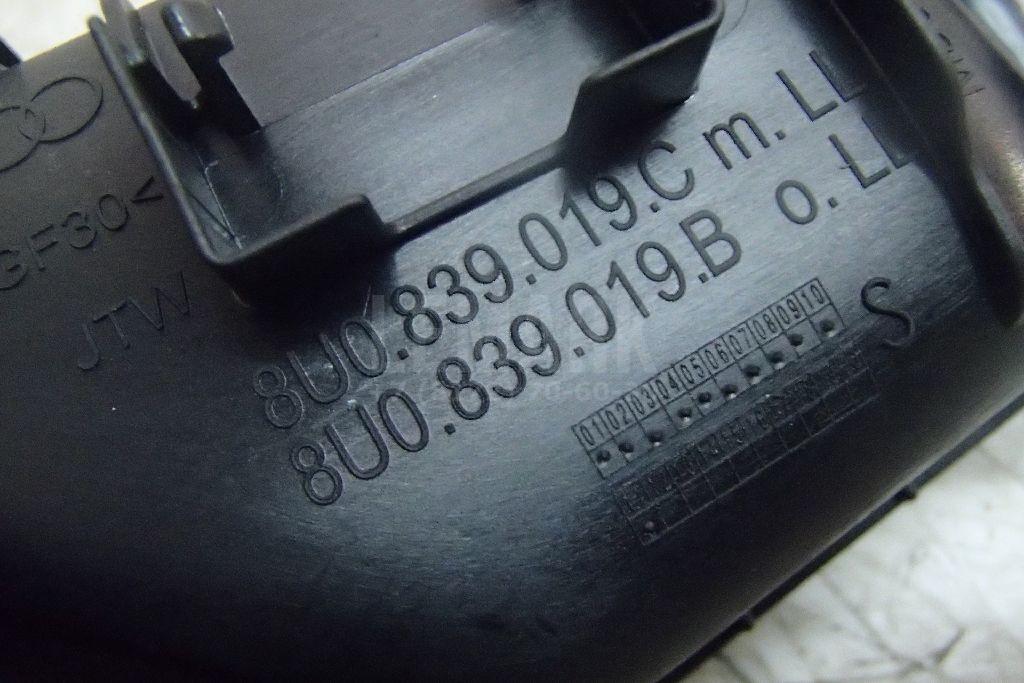 GF30<
JTW
8U0.839.019.C m. LL
8U0.839.019.B o. LL
S
01 02 03 04 05 06 07 08 09 10